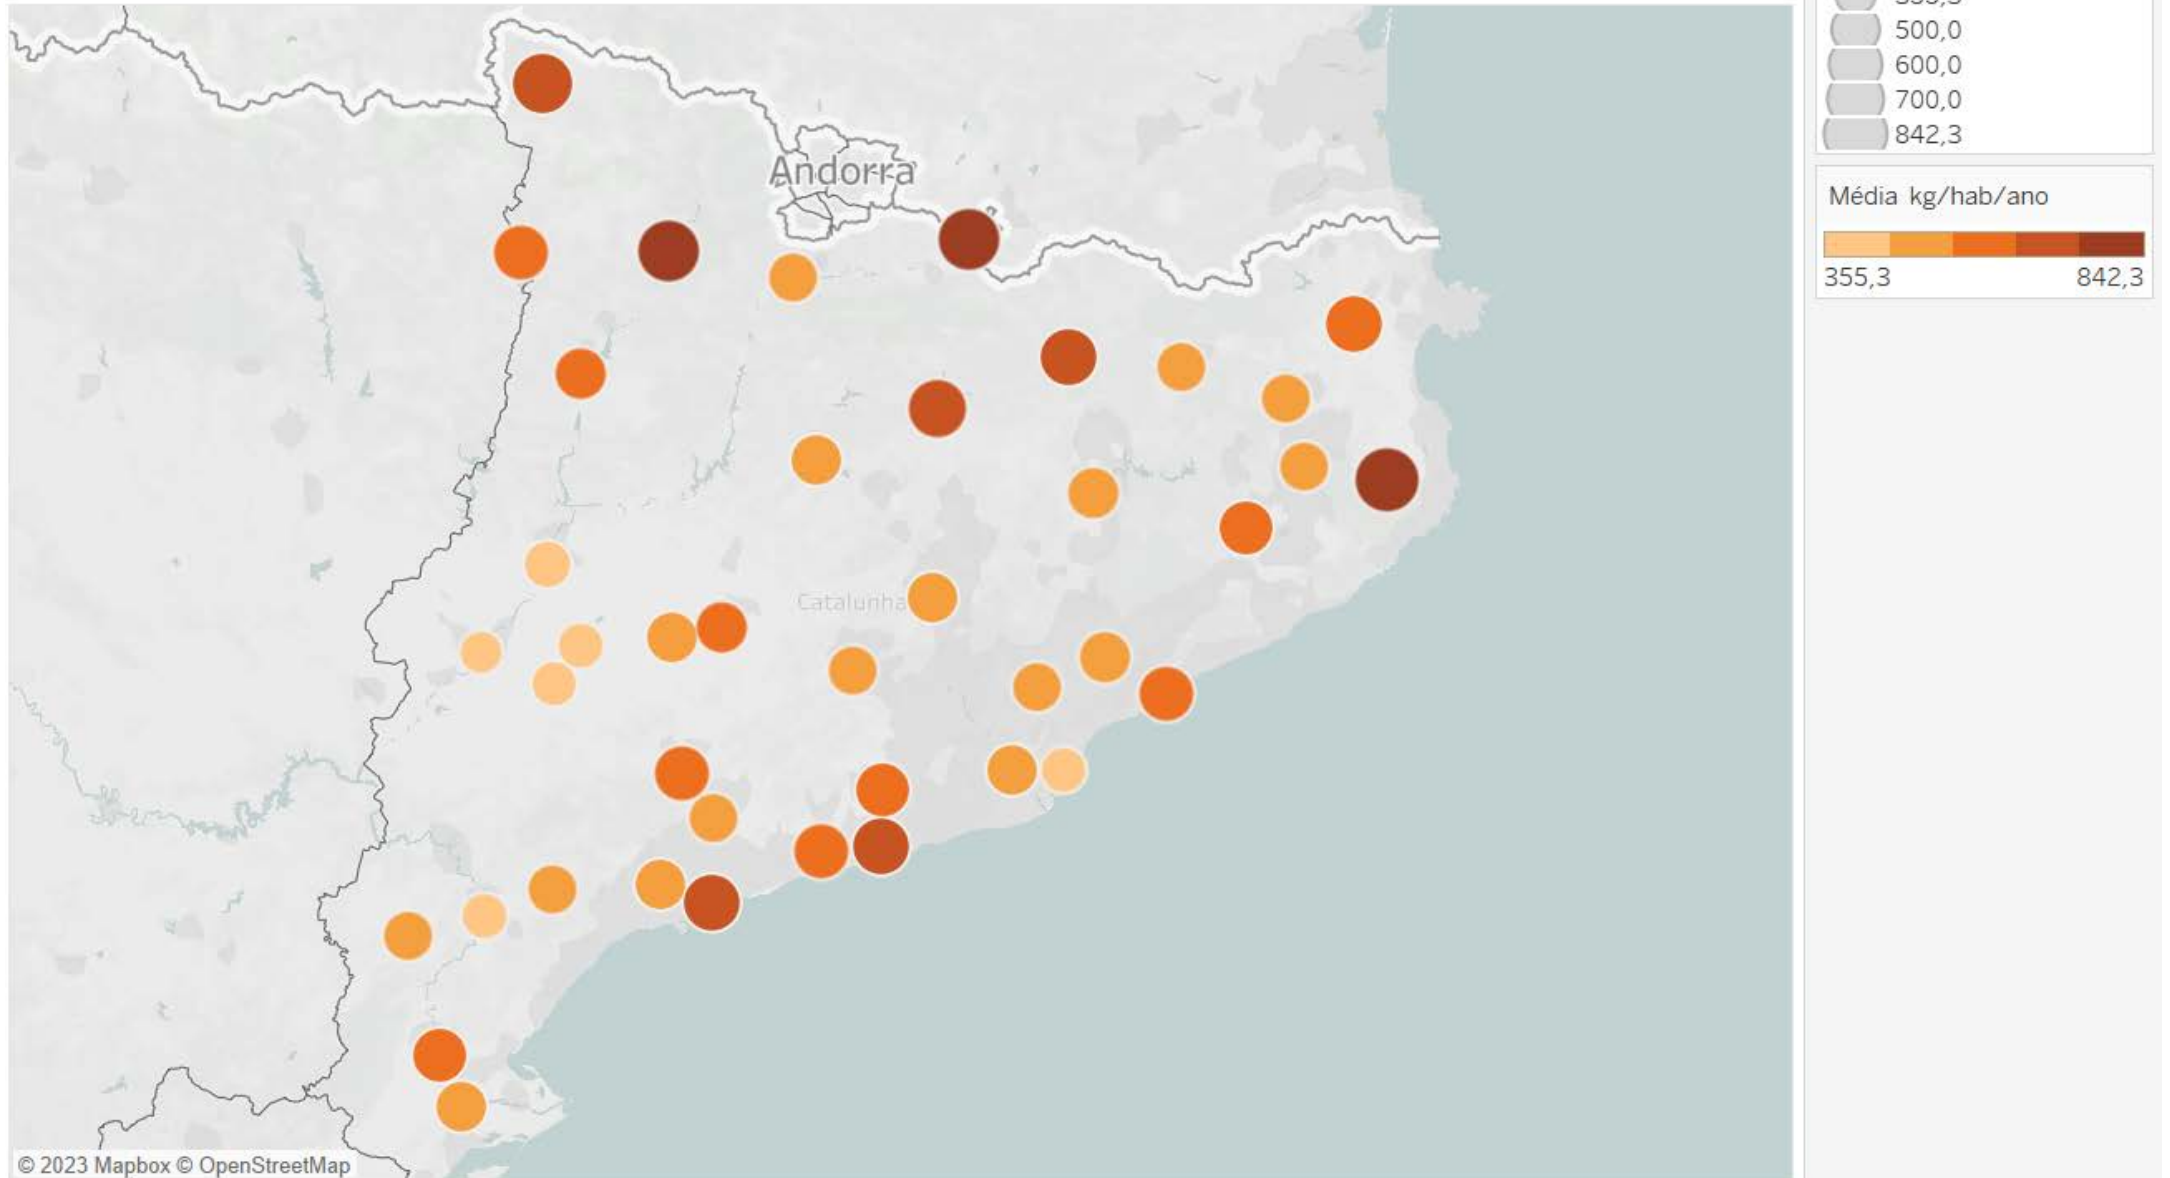 500,0
600,0
700,0
842,3
Média kg/hab/ano
355,3
842,3
Andorra
Catalunha
© 2023 Mapbox © OpenStreetMap